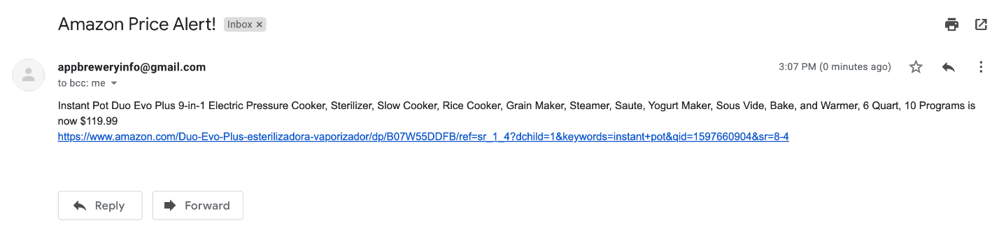 Amazon Price Alert! Inbox ×
appbreweryinfo@gmail.com 3:07 PM (0 minutes ago)
to bcc: me
Instant Pot Duo Evo Plus 9-in-1 Electric Pressure Cooker, Sterilizer, Slow Cooker, Rice Cooker, Grain Maker, Steamer, Saute, Yogurt Maker, Sous Vide, Bake, and Warmer, 6 Quart, 10 Programs is
now $119.99
https://www.amazon.com/Duo-Evo-Plus-esterilizadora-vaporizador/dp/B07W55DDFB/ref=sr_1_4?dchild=1&keywords=instant+pot&qid=1597660904&sr=8-4
Reply Forward